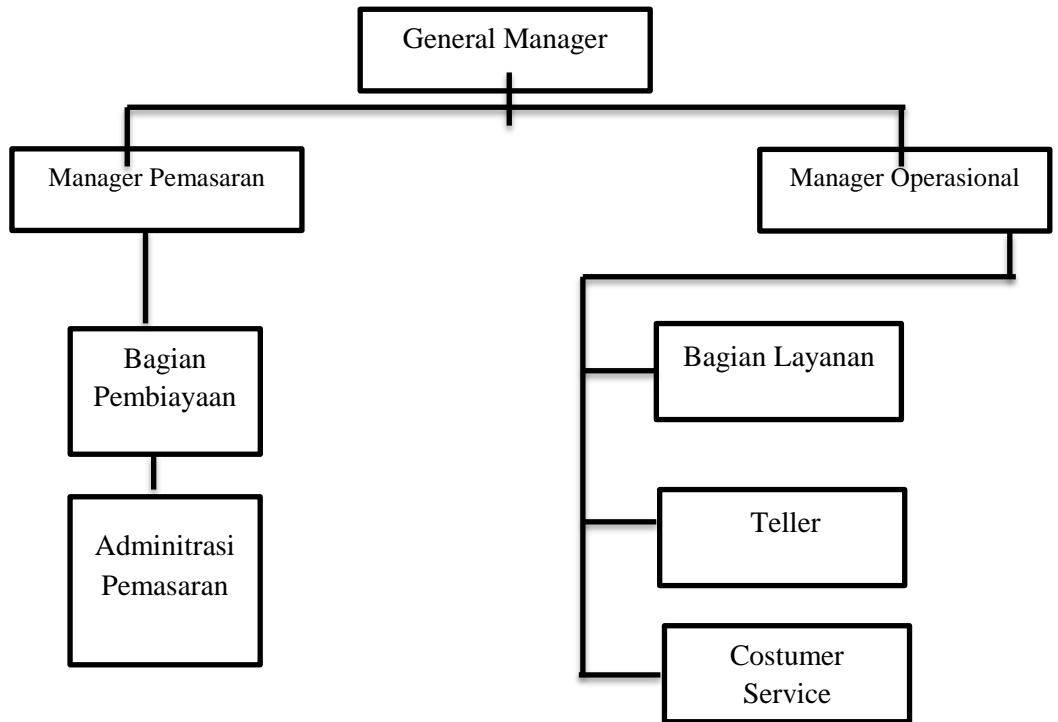 General Manager
Manager Pemasaran
Manager Operasional
Bagian
Pembiayaan
Bagian Layanan
Adminitrasi
Pemasaran
Teller
Costumer
Service